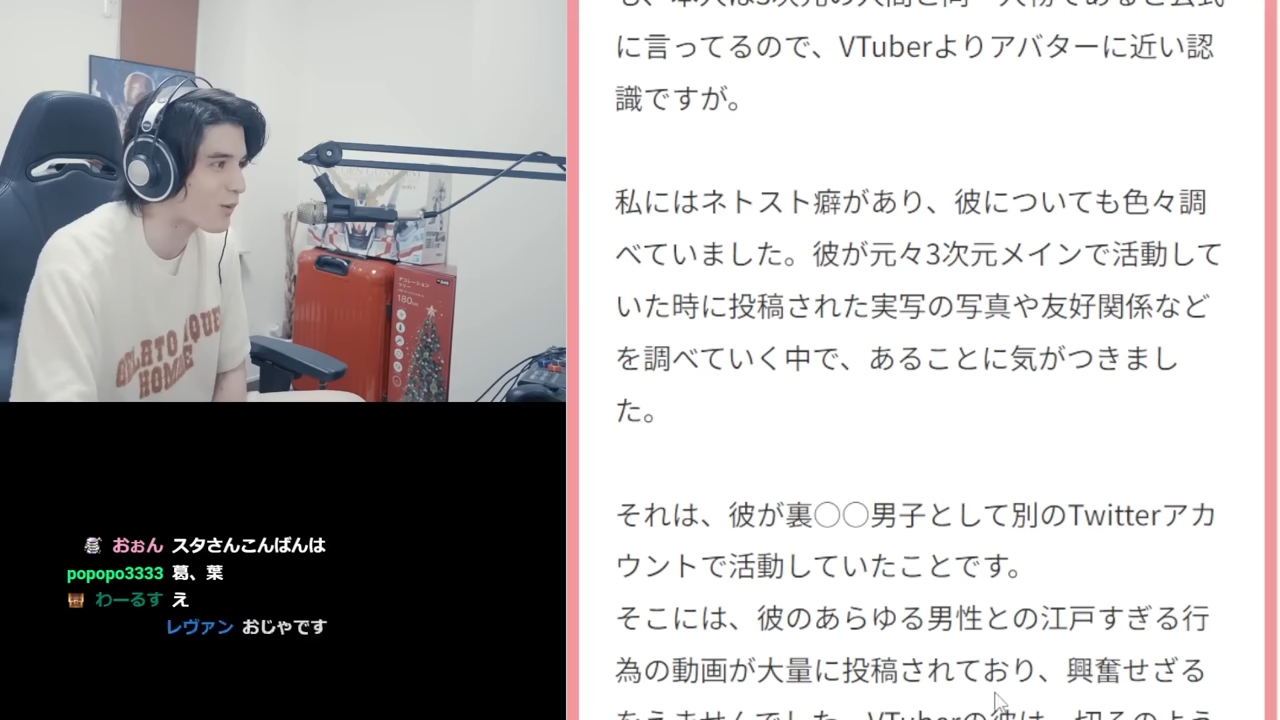 に言ってるので、VTuberよりアバターに近い認
識ですが。
私にはネトスト癖があり、彼についても色々調
べていました。彼が元々3次元メインで活動して
いた時に投稿された実写の写真や友好関係など
を調べていく中で、あることに気がつきまし
た。
それは、彼が裏〇〇男子として別のTwitterアカ
ウントで活動していたことです。
そこには、彼のあらゆる男性との江戸すぎる行
為の動画が大量に投稿されており、興奮せざる
GELATO
HOMME
180cm
おぉん スタさんこんばんは
popopo3333 葛、葉
わーるす え
レヴァン おじゃです